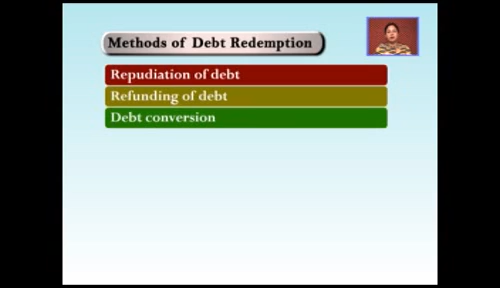 Methods of Debt Redemption
Repudiation of debt
Refunding of debt
Debt conversion